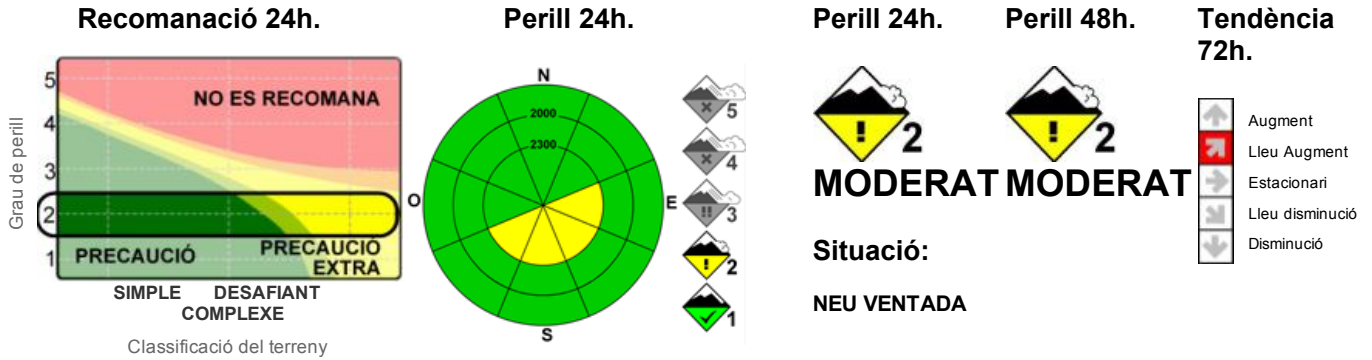 Recomanació 24h.
Grau de perill
5
4
3
2
1
NO ES RECOMANA
PRECAUCIÓ
PRECAUCIÓ
EXTRA
SIMPLE DESAFIANT
COMPLEXE
Classificació del terreny
Perill 24h.
N
2000
2300
O
E
S
5
4
3
2
1
Perill 24h.
2
MODERAT
Perill 48h.
2
MODERAT
Situació:
NEU VENTADA
Tendència
72h.
Augment
Lleu Augment
Estacionari
Lleu disminució
Disminució